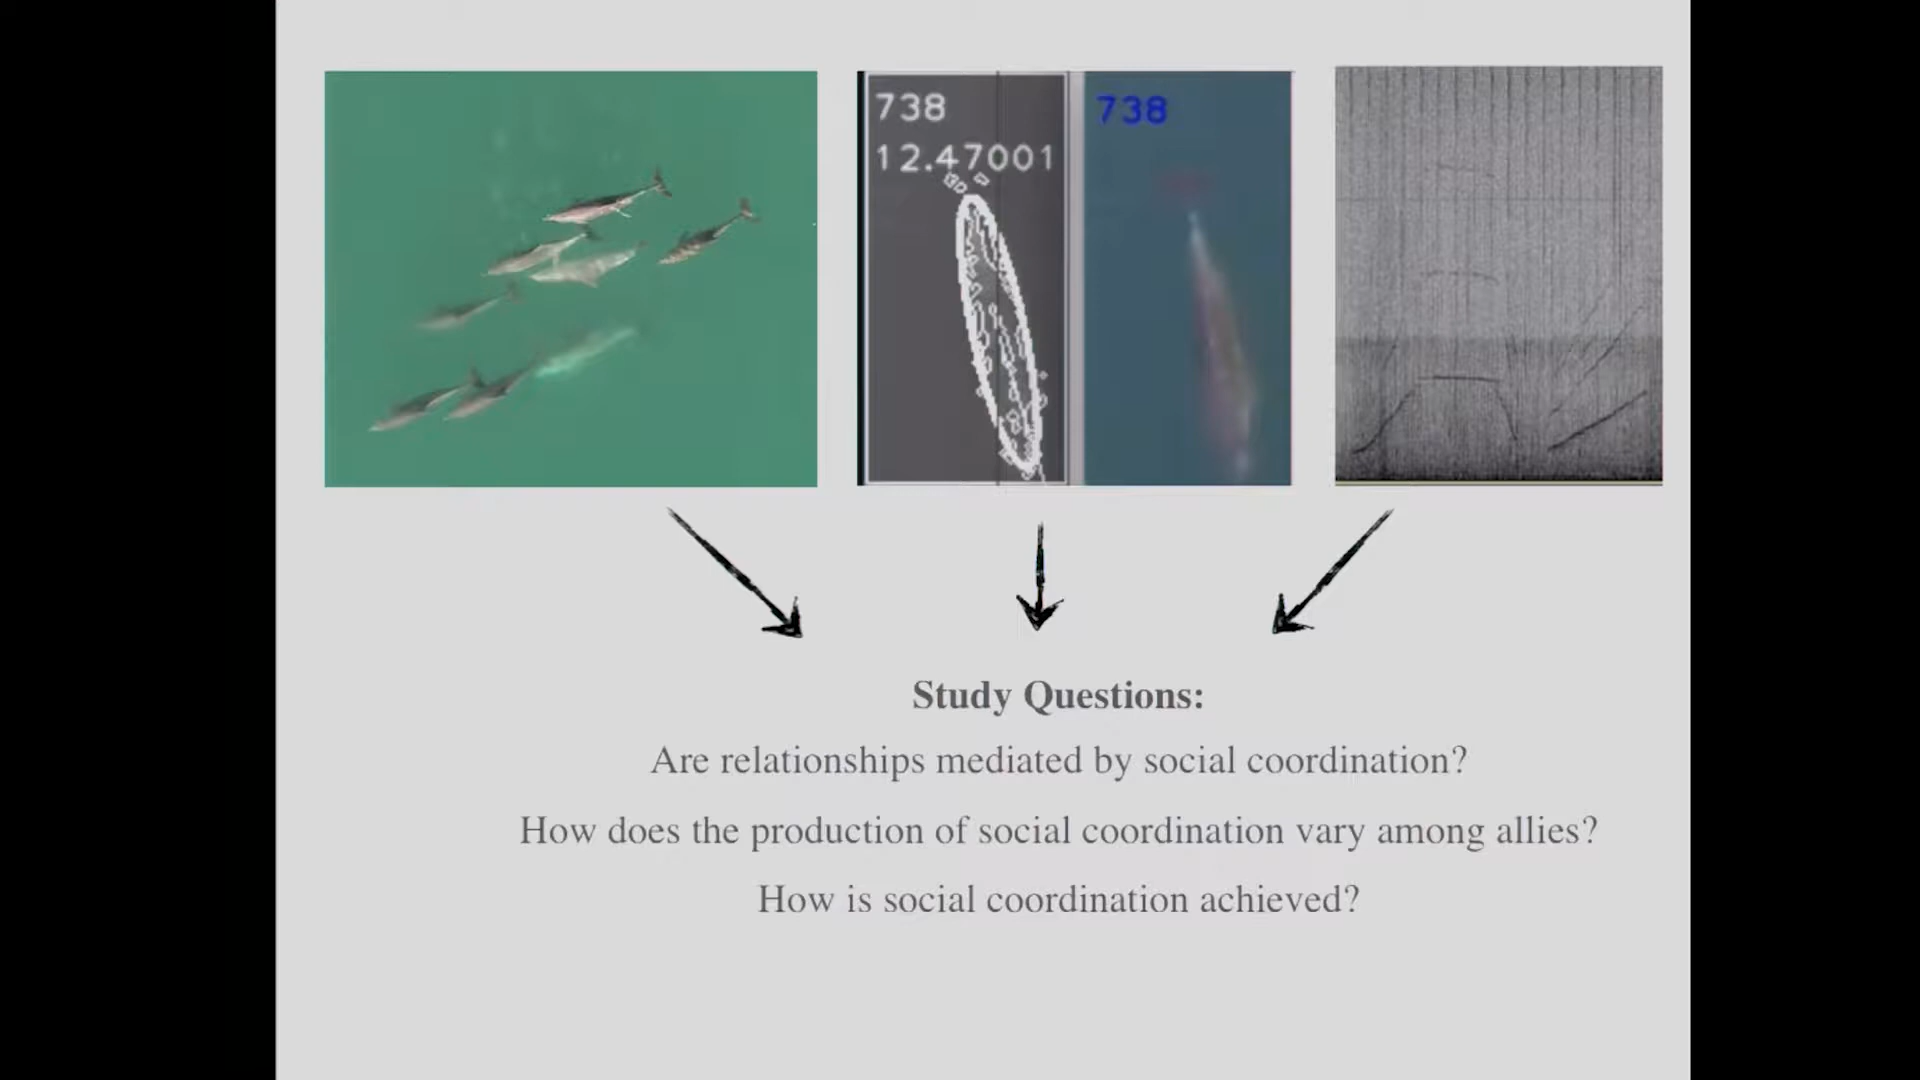 738
12.47001
738
Study Questions:
Are relationships mediated by social coordination?
How does the production of social coordination vary among allies?
How is social coordination achieved?